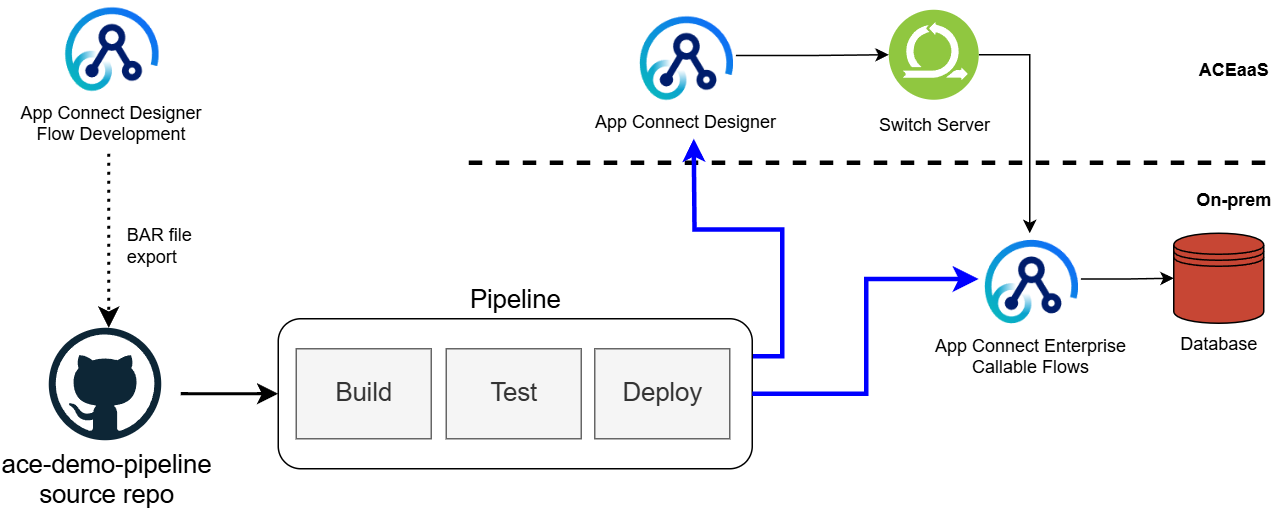 App Connect Designer
Flow Development
BAR file
export
ace-demo-pipeline
source repo
Pipeline
Build
Test
Deploy
App Connect Designer
Switch Server
ACEaaS
On-prem
App Connect Enterprise
Callable Flows
Database